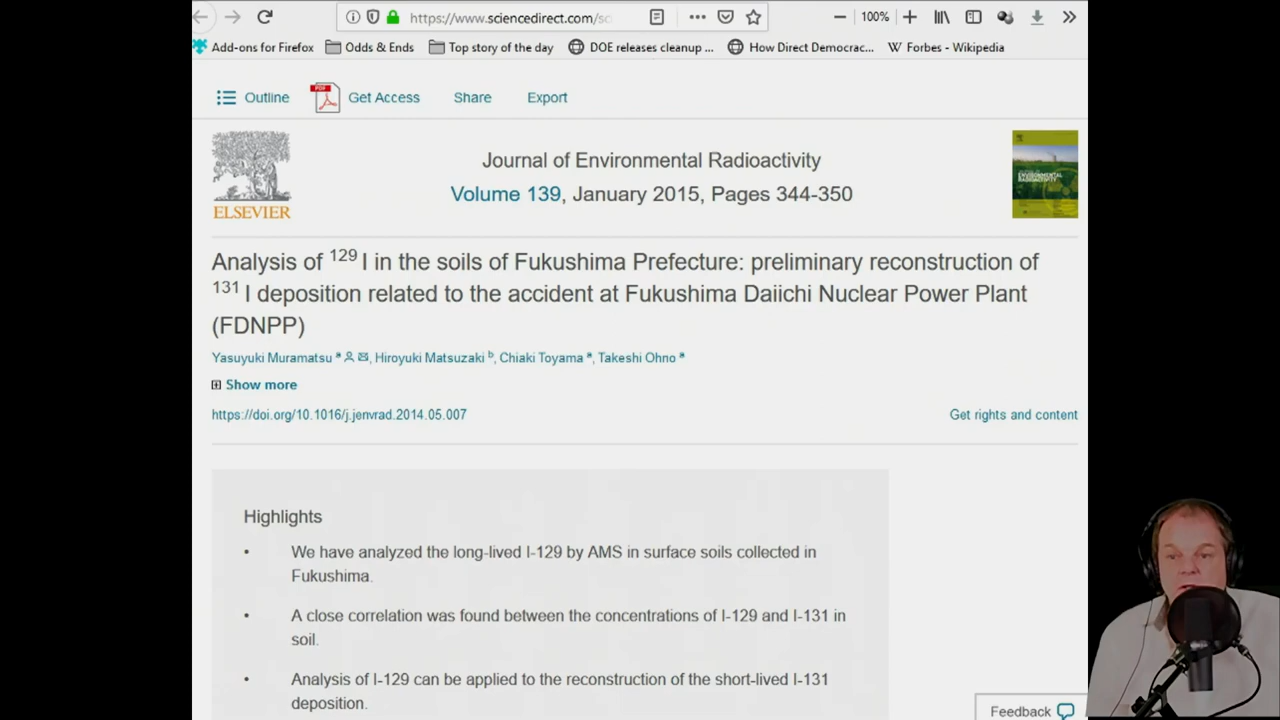 https://www.sciencedirect.com/sc
100%
Add-ons for Firefox
Odds & Ends
Top story of the day
DOE releases cleanup ...
How Direct Democrac...
W Forbes - Wikipedia
Outline
PDF
Get Access
Share
Export
ELSEVIER
Journal of Environmental Radioactivity
Volume 139, January 2015, Pages 344-350
ENVIRONMENTAL
RADIOACTIVITY
Analysis of ¹²⁹I in the soils of Fukushima Prefecture: preliminary reconstruction of
¹³¹I deposition related to the accident at Fukushima Daiichi Nuclear Power Plant
(FDNPP)
Yasuyuki Muramatsu ª, Hiroyuki Matsuzaki ᵇ, Chiaki Toyama ª, Takeshi Ohno ª
Show more
https://doi.org/10.1016/j.jenvrad.2014.05.007
Get rights and content
Highlights
• We have analyzed the long-lived I-129 by AMS in surface soils collected in
Fukushima.
• A close correlation was found between the concentrations of I-129 and I-131 in
soil.
• Analysis of I-129 can be applied to the reconstruction of the short-lived I-131
deposition.
Feedback